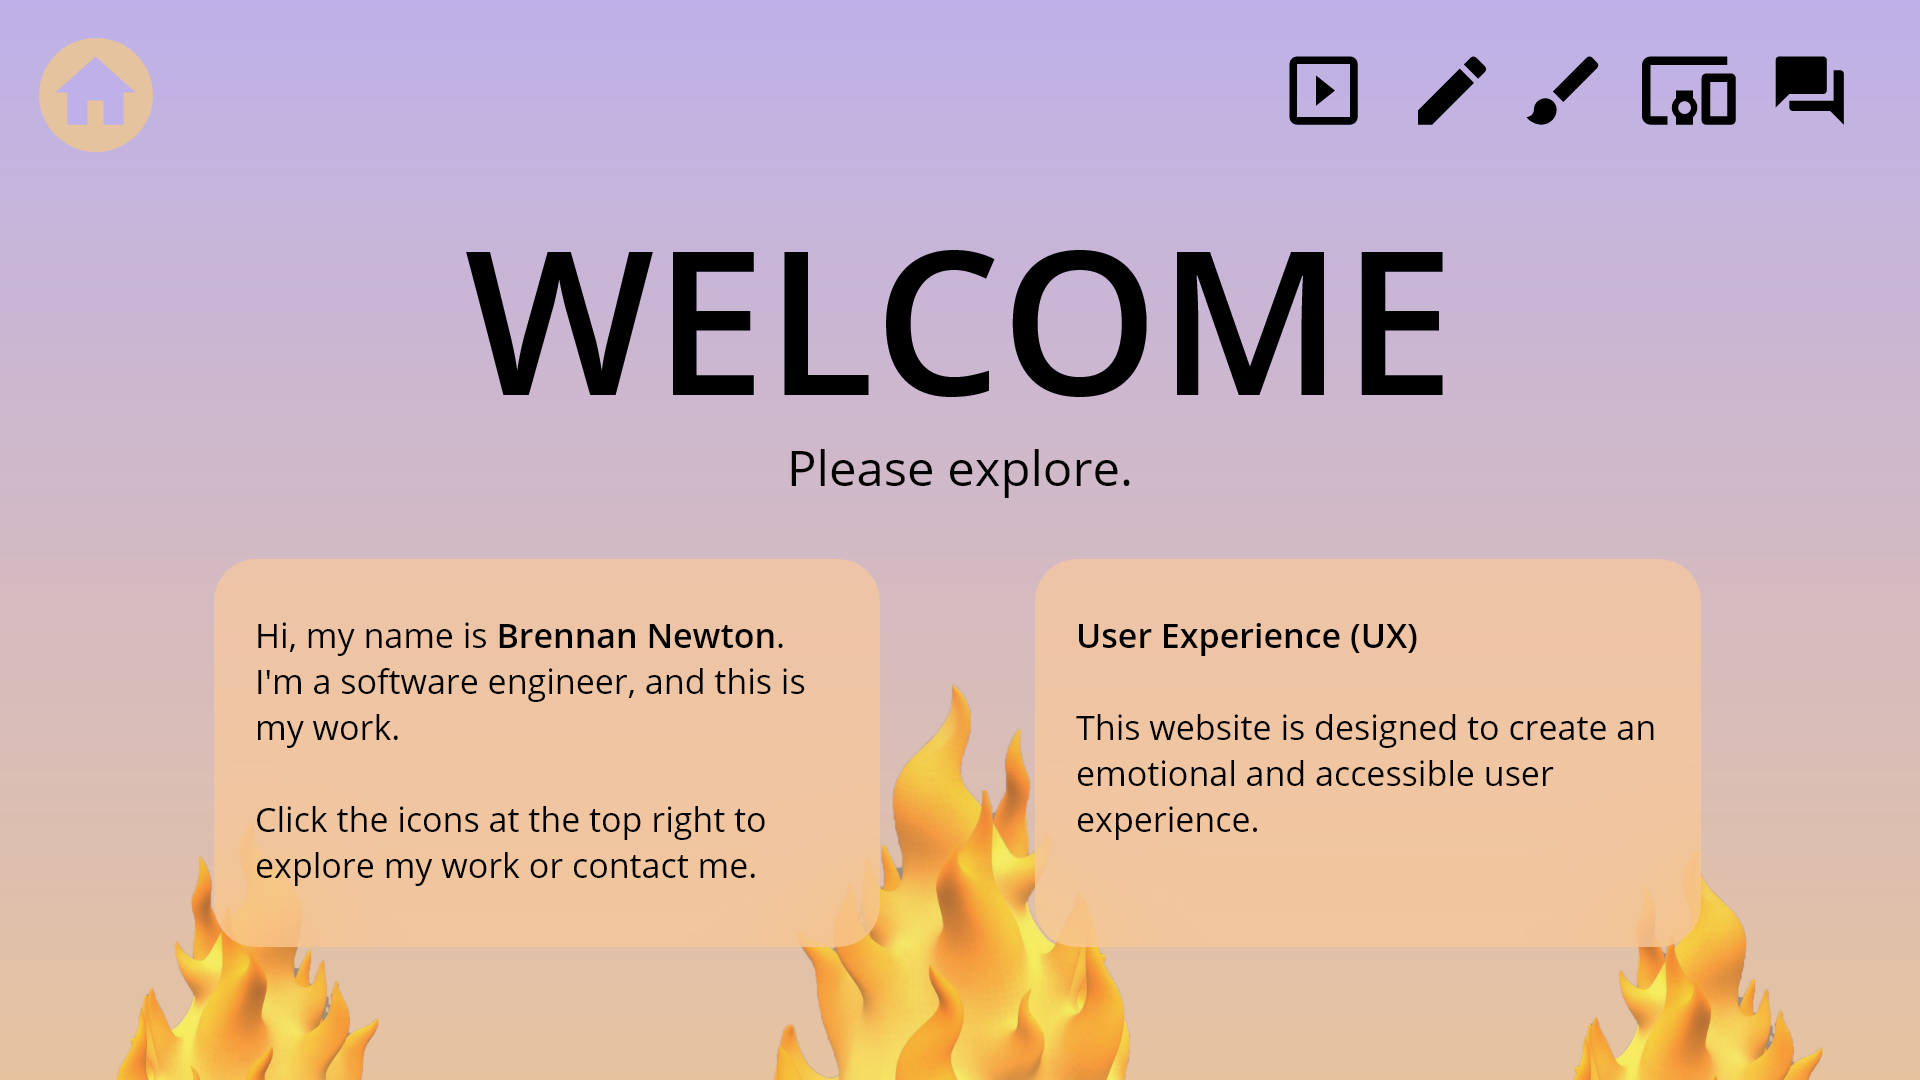 WELCOME
Please explore.
Hi, my name is Brennan Newton.
I'm a software engineer, and this is
my work.
Click the icons at the top right to
explore my work or contact me.
User Experience (UX)
This website is designed to create an
emotional and accessible user
experience.